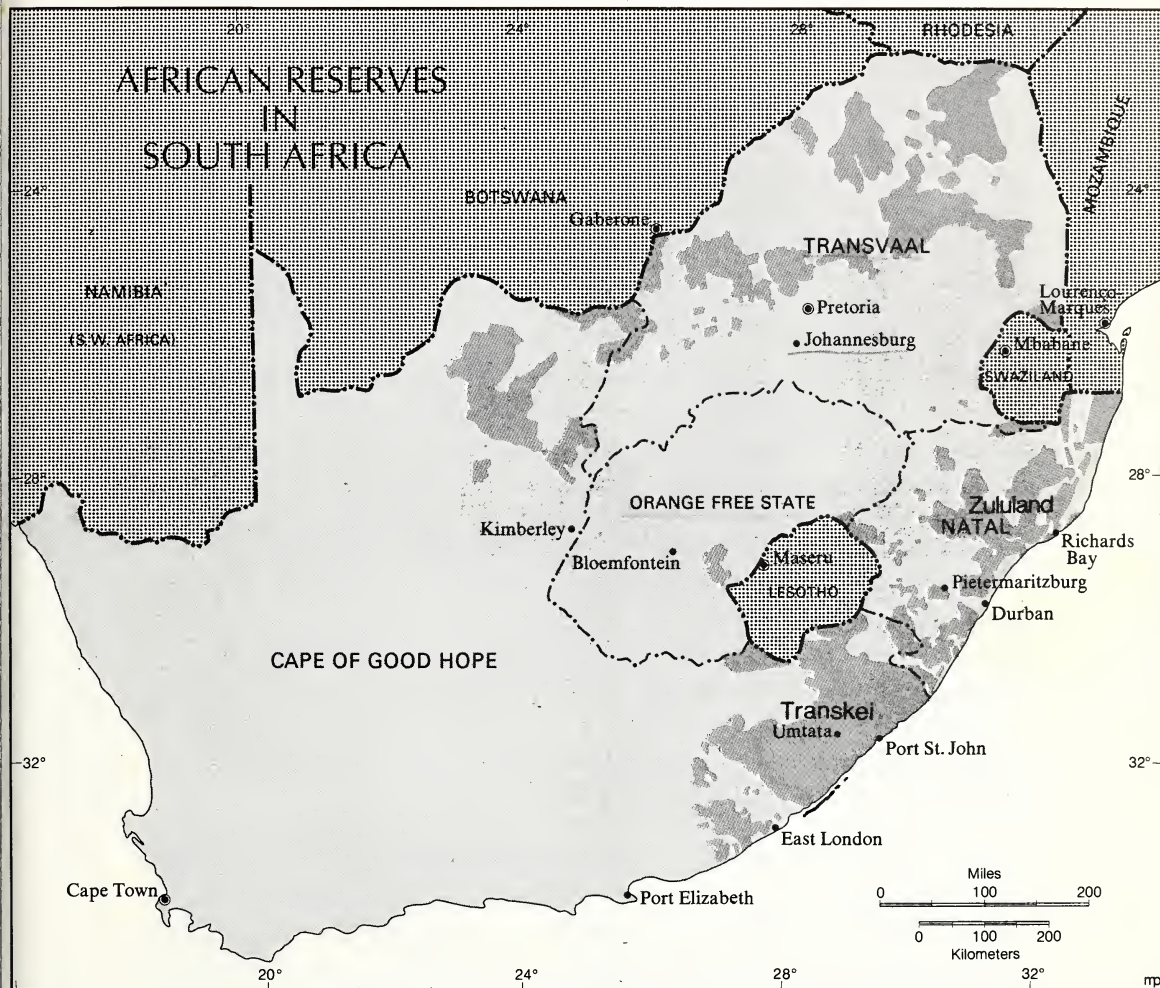 20° 24° 28°
RHODESIA
AFRICAN RESERVES
IN
SOUTH AFRICA
MOZAMBIQUE
24° 24°
BOTSWANA
Gaberone
TRANSVAAL
NAMIBIA
(S.W. AFRICA)
Lourenço
Marques
Pretoria
Johannesburg
Mbabane
SWAZILAND
28° 28°
ORANGE FREE STATE
Zululand
NATAL
Kimberley
Richards
Bay
Bloemfontein
Maseru
Pietermaritzburg
LESOTHO
Durban
CAPE OF GOOD HOPE
Transkei
Umtata
Port St. John
32° 32°
East London
Cape Town
Port Elizabeth
Miles
0 100 200
0 100 200
Kilometers
20° 24° 28° 32°
mp